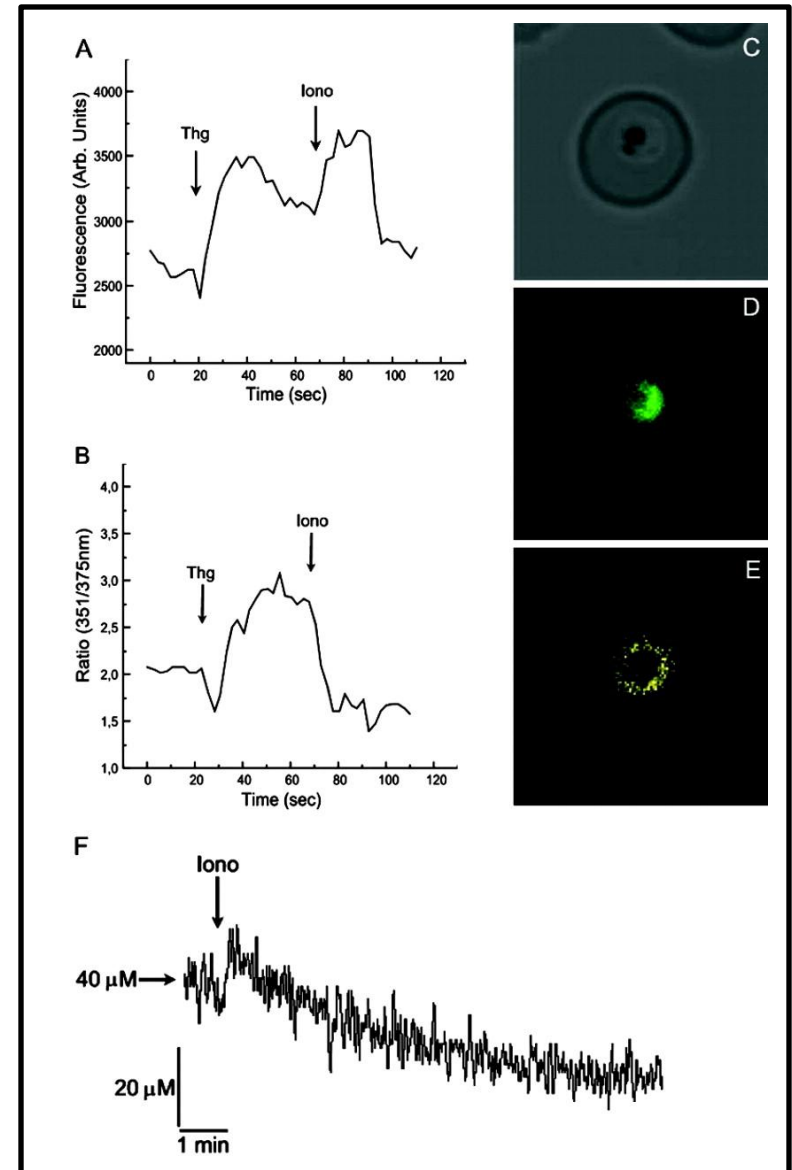 A
Fluorescence (Arb. Units)
4000
3500
3000
2500
2000
Thg
Iono
0 20 40 60 80 100 120
Time (sec)
B
Ratio (351/375nm)
4,0
3,5
3,0
2,0
1,5
1,0
Thg
Iono
0 20 40 60 80 100 120
Time (sec)
C
D
E
F
Iono
40 µM
20 µM
1 min